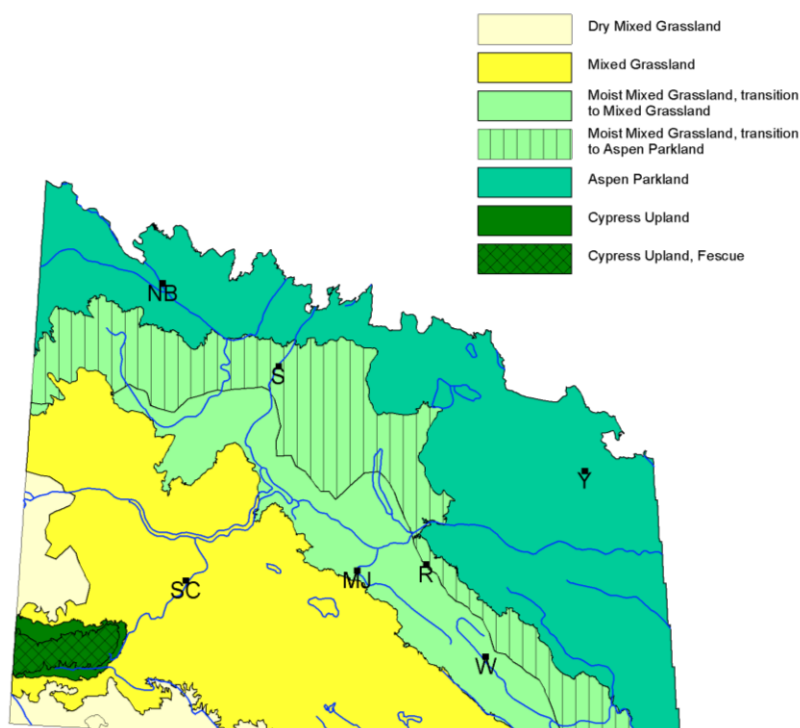 Dry Mixed Grassland
Mixed Grassland
Moist Mixed Grassland, transition
to Mixed Grassland
Moist Mixed Grassland, transition
to Aspen Parkland
Aspen Parkland
Cypress Upland
Cypress Upland, Fescue
NB
S
Y
SC
MJ
R
W